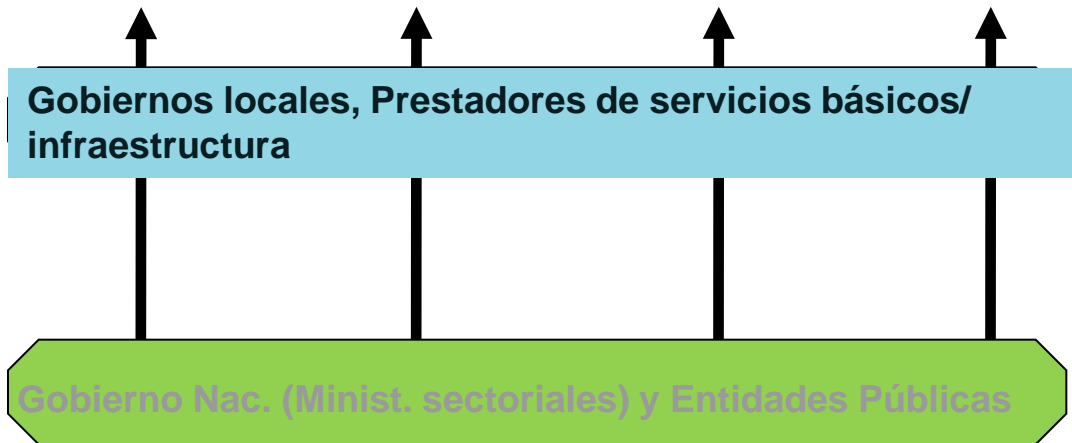 Gobiernos locales, Prestadores de servicios básicos/
infraestructura
Gobierno Nac. (Minist. sectoriales) y Entidades Públicas